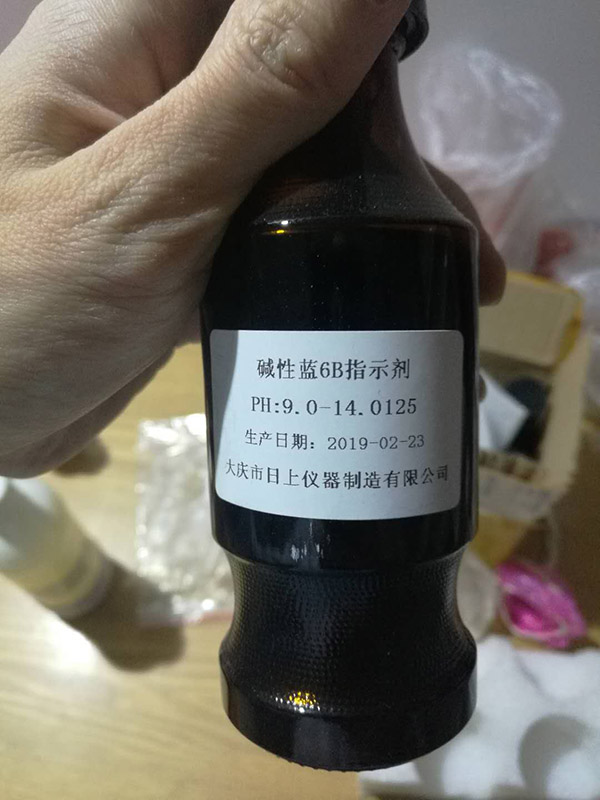 碱性蓝6B指示剂
PH:9.0-14.0125
生产日期：2019-02-23
大庆市日上仪器制造有限公司